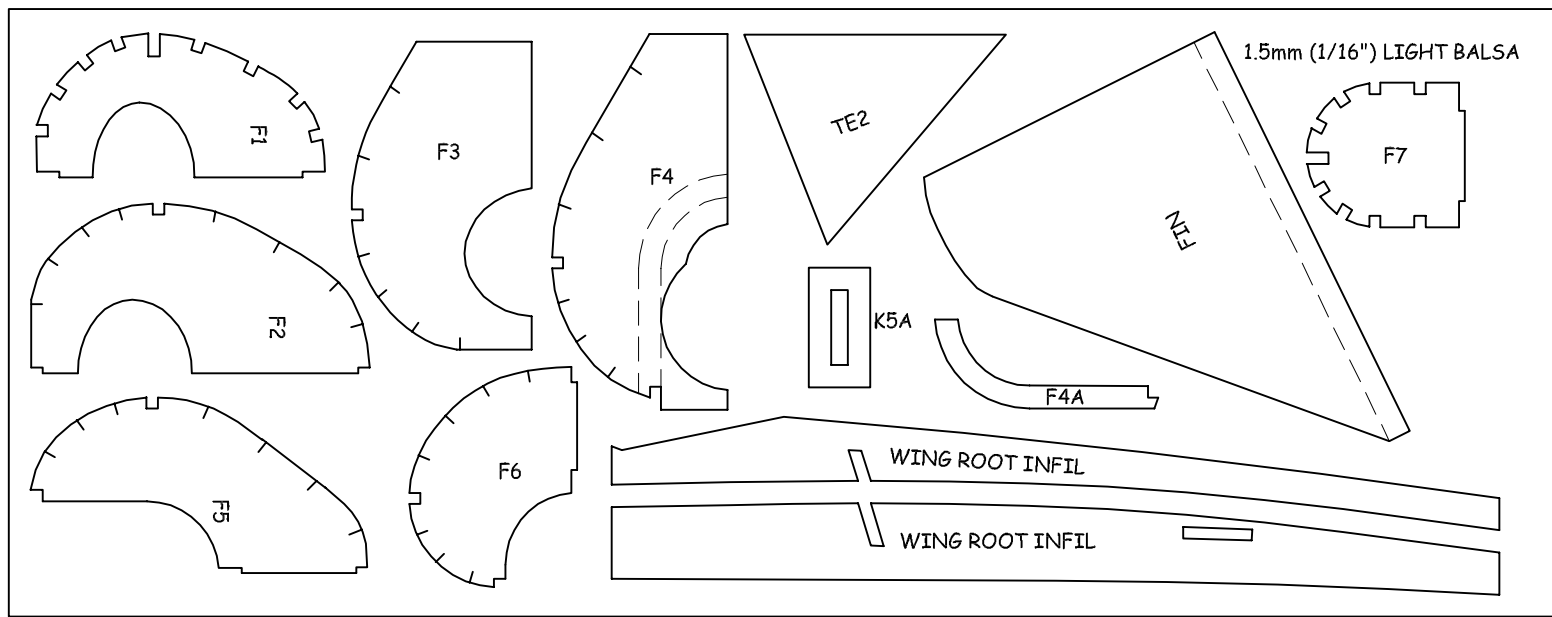 1.5mm (1/16") LIGHT BALSA
F1
F3
F4
TE2
FIN
F7
F2
K5A
F4A
F5
F6
WING ROOT INFIL
WING ROOT INFIL